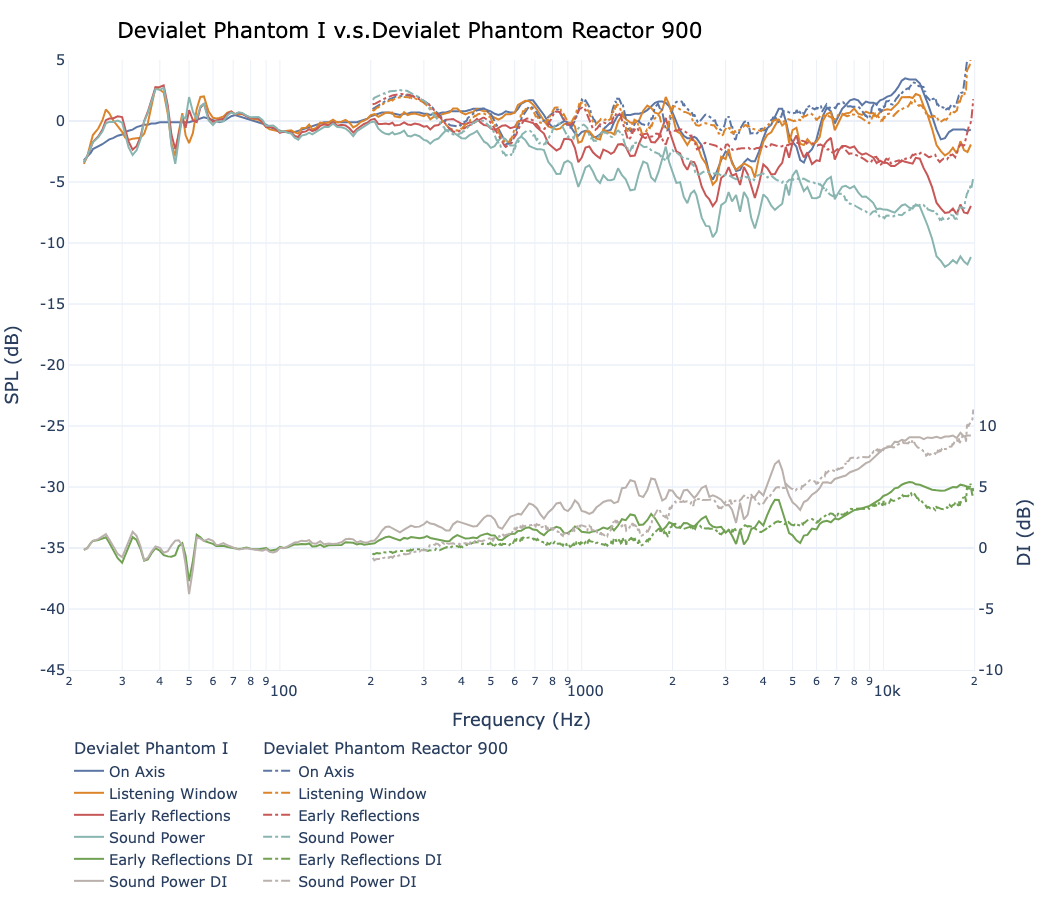 Devialet Phantom I v.s.Devialet Phantom Reactor 900
5
0
-5
-10
-15
-20
-25
-30
-35
-40
-45
SPL (dB)
10
5
0
-5
-10
DI (dB)
2 3 4 5 6 7 8 9 100 2 3 4 5 6 7 8 9 1000 2 3 4 5 6 7 8 9 10k 2
Frequency (Hz)
Devialet Phantom I Devialet Phantom Reactor 900
On Axis On Axis
Listening Window Listening Window
Early Reflections Early Reflections
Sound Power Sound Power
Early Reflections DI Early Reflections DI
Sound Power DI Sound Power DI